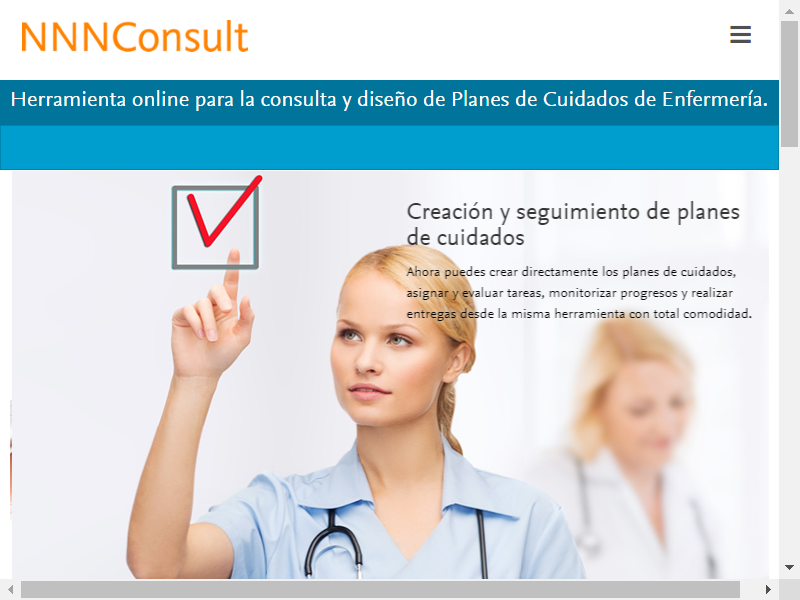 NNNConsult
Herramienta online para la consulta y diseño de Planes de Cuidados de Enfermería.
Creación y seguimiento de planes
de cuidados
Ahora puedes crear directamente los planes de cuidados,
asignar y evaluar tareas, monitorizar progresos y realizar
entregas desde la misma herramienta con total comodidad.